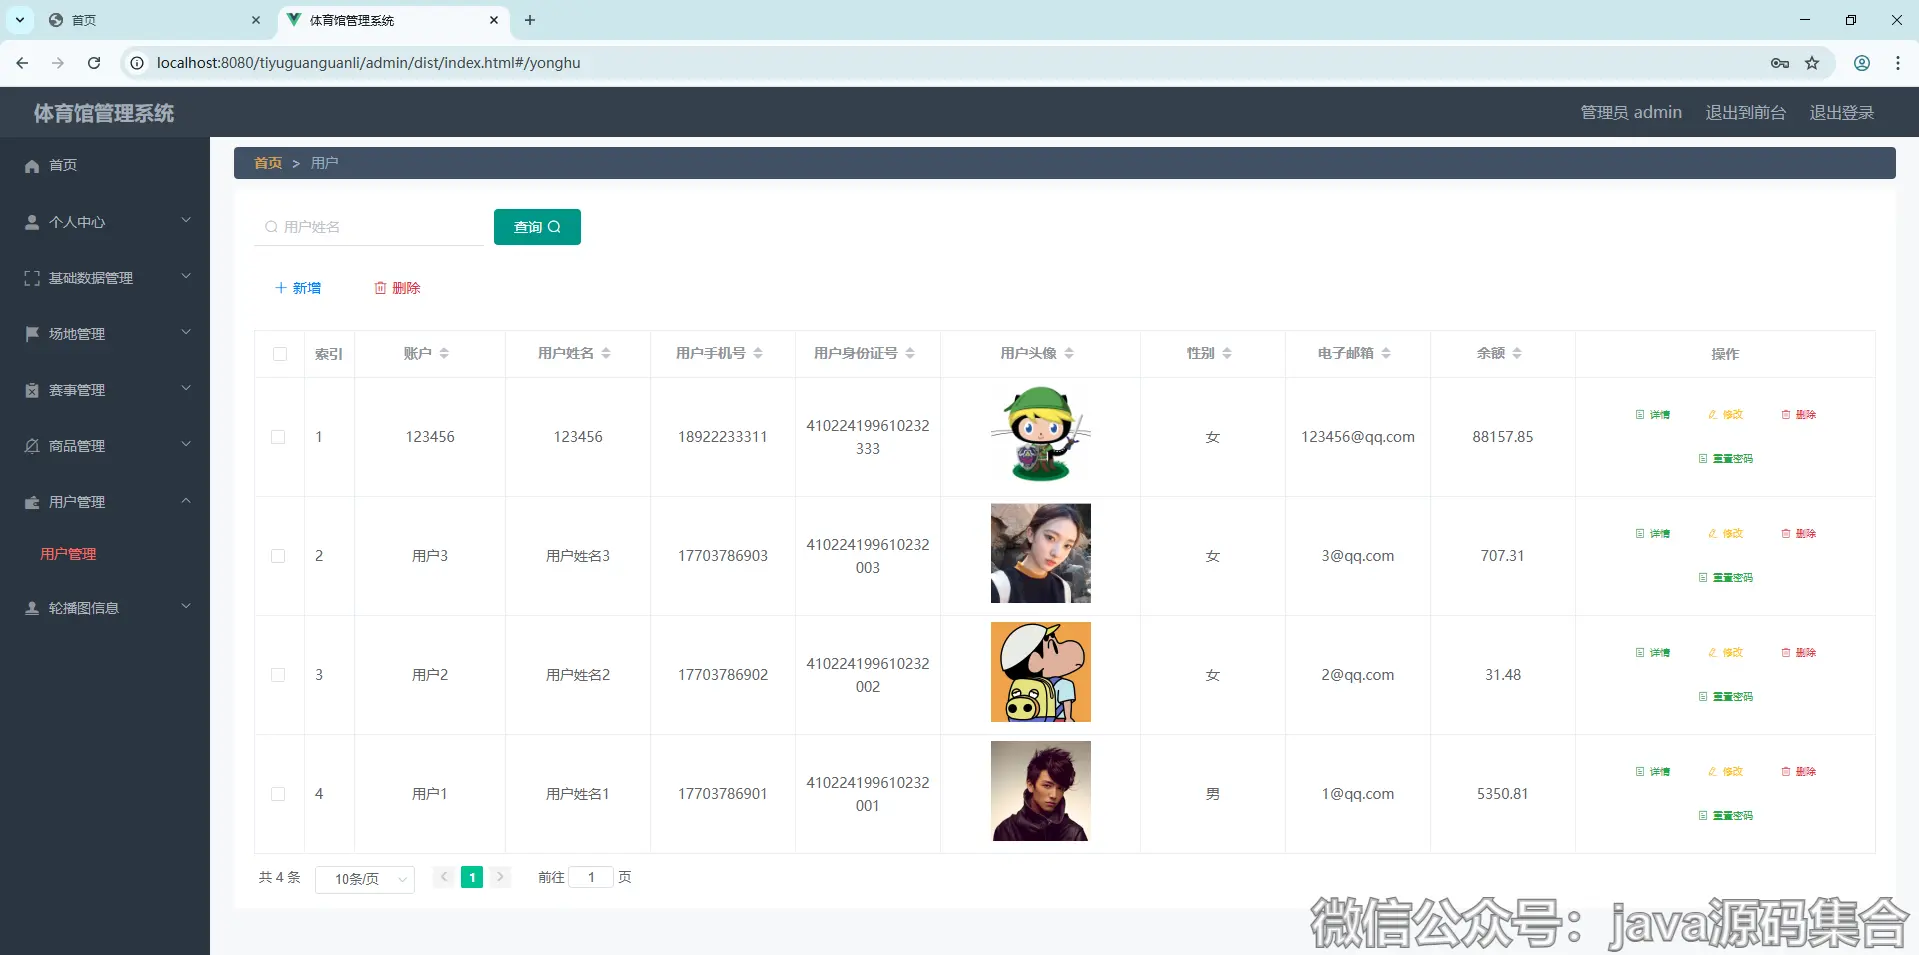 首页
体育馆管理系统
localhost:8080/tiyuguanguanli/admin/dist/index.html#/yonghu
体育馆管理系统
管理员 admin 退出到前台 退出登录
首页
个人中心
基础数据管理
场地管理
赛事管理
商品管理
用户管理
用户管理
轮播图信息
首页 > 用户
用户姓名 查询
新增 删除
索引 账户 用户姓名 用户手机号 用户身份证号 用户头像 性别 电子邮箱 余额 操作
1 123456 123456 18922233311 410224199610232333 女 123456@qq.com 88157.85 详情 修改 删除
重置密码
2 用户3 用户姓名3 17703786903 410224199610232003 女 3@qq.com 707.31 详情 修改 删除
重置密码
3 用户2 用户姓名2 17703786902 410224199610232002 女 2@qq.com 31.48 详情 修改 删除
重置密码
4 用户1 用户姓名1 17703786901 410224199610232001 男 1@qq.com 5350.81 详情 修改 删除
重置密码
共 4 条 10条/页 1 前往 1 页
微信公众号：java源码集合